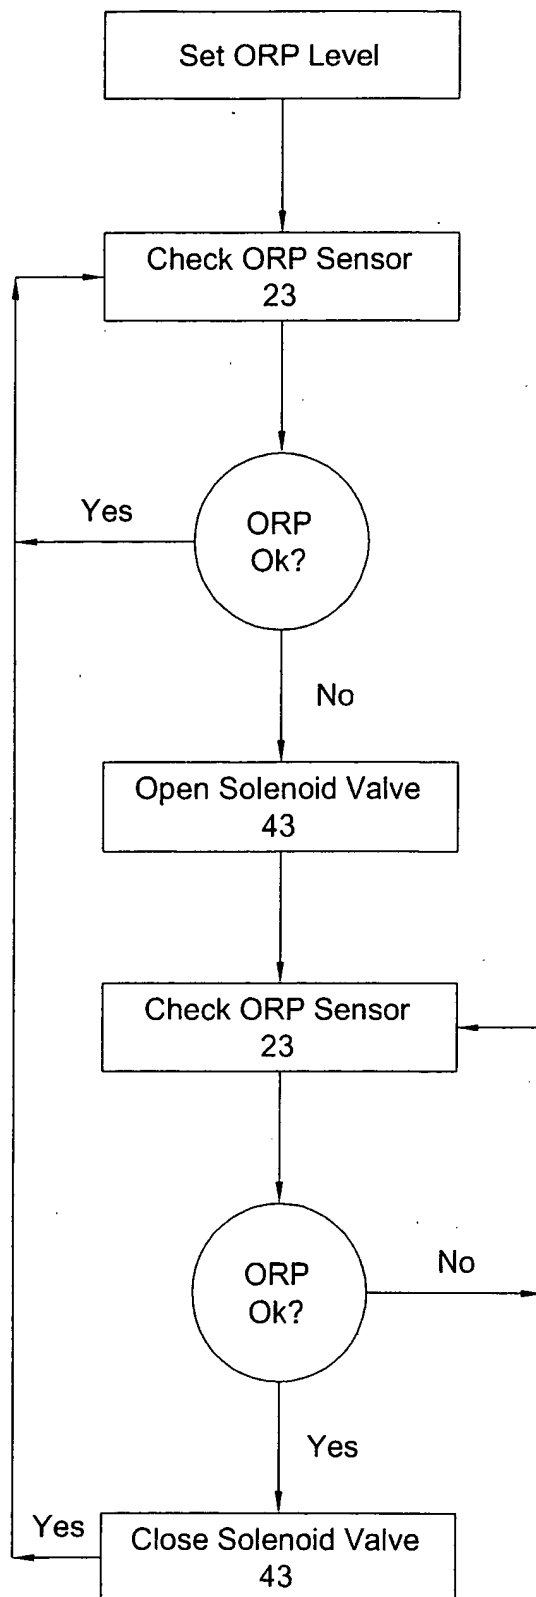 Set ORP Level
Check ORP Sensor
23
Yes
ORP
Ok?
No
Open Solenoid Valve
43
Check ORP Sensor
23
ORP
Ok?
No
Yes
Yes
Close Solenoid Valve
43